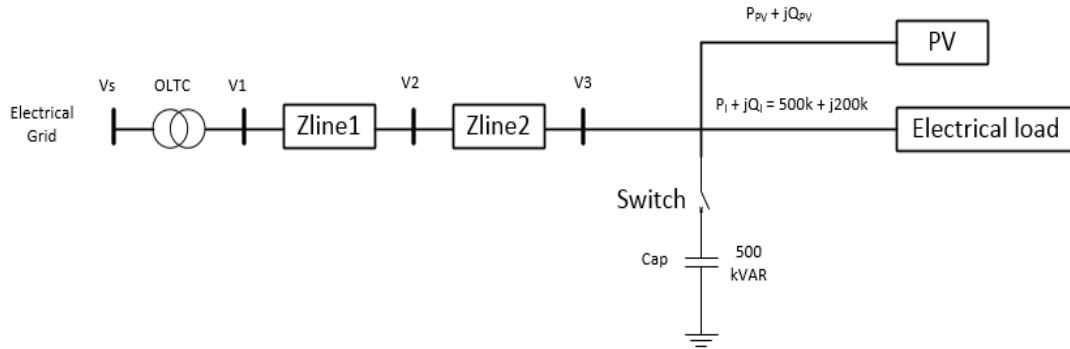 P_PV + jQ_PV
PV
Vs
OLTC
V1
V2
V3
P_l + jQ_l = 500k + j200k
Electrical
Grid
Zline1
Zline2
Electrical load
Switch
Cap
500
kVAR